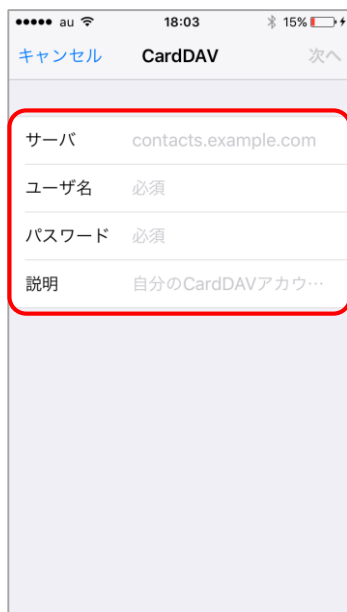 au 18:03 15%
キャンセル CardDAV 次へ
サーバ contacts.example.com
ユーザ名 必須
パスワード 必須
説明 自分のCardDAVアカウ…